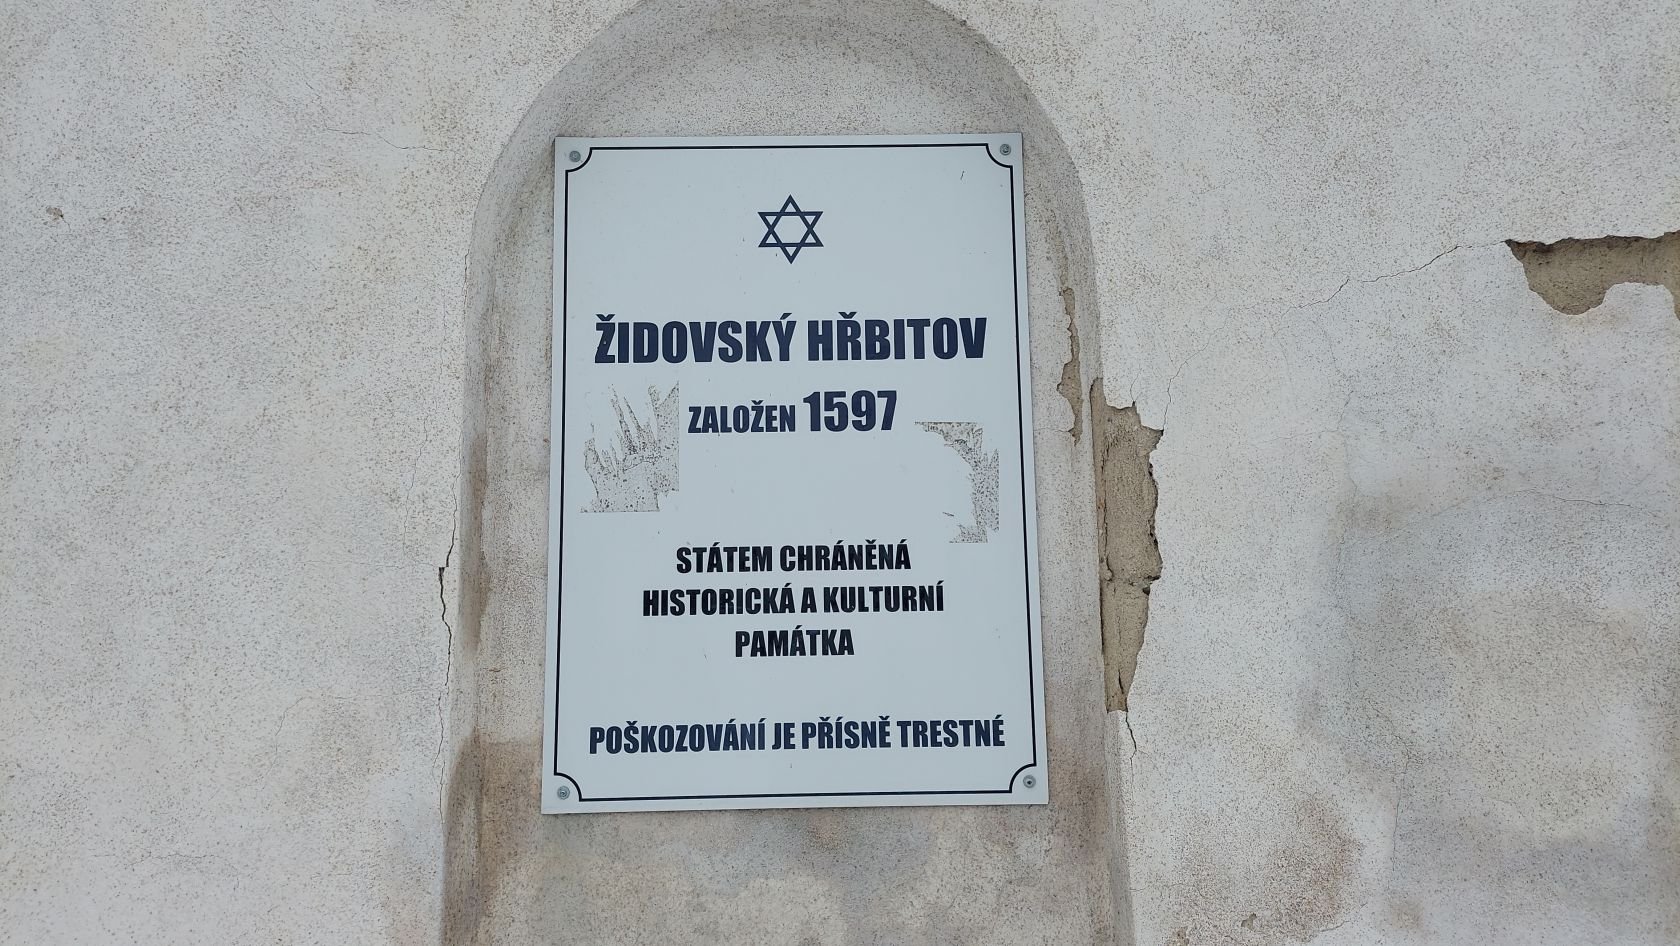 ŽIDOVSKÝ HŘBITOV
ZALOŽEN 1597
STÁTEM CHRÁNĚNÁ
HISTORICKÁ A KULTURNÍ
PAMÁTKA
POŠKOZOVÁNÍ JE PŘÍSNĚ TRESTNÉ